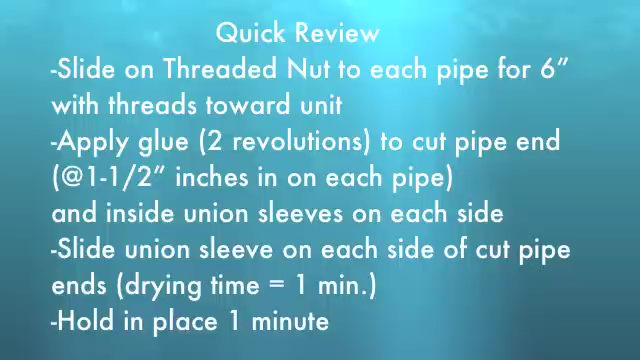 Quick Review
-Slide on Threaded Nut to each pipe for 6”
with threads toward unit
-Apply glue (2 revolutions) to cut pipe end
(@1-1/2” inches in on each pipe)
and inside union sleeves on each side
-Slide union sleeve on each side of cut pipe
ends (drying time = 1 min.)
-Hold in place 1 minute